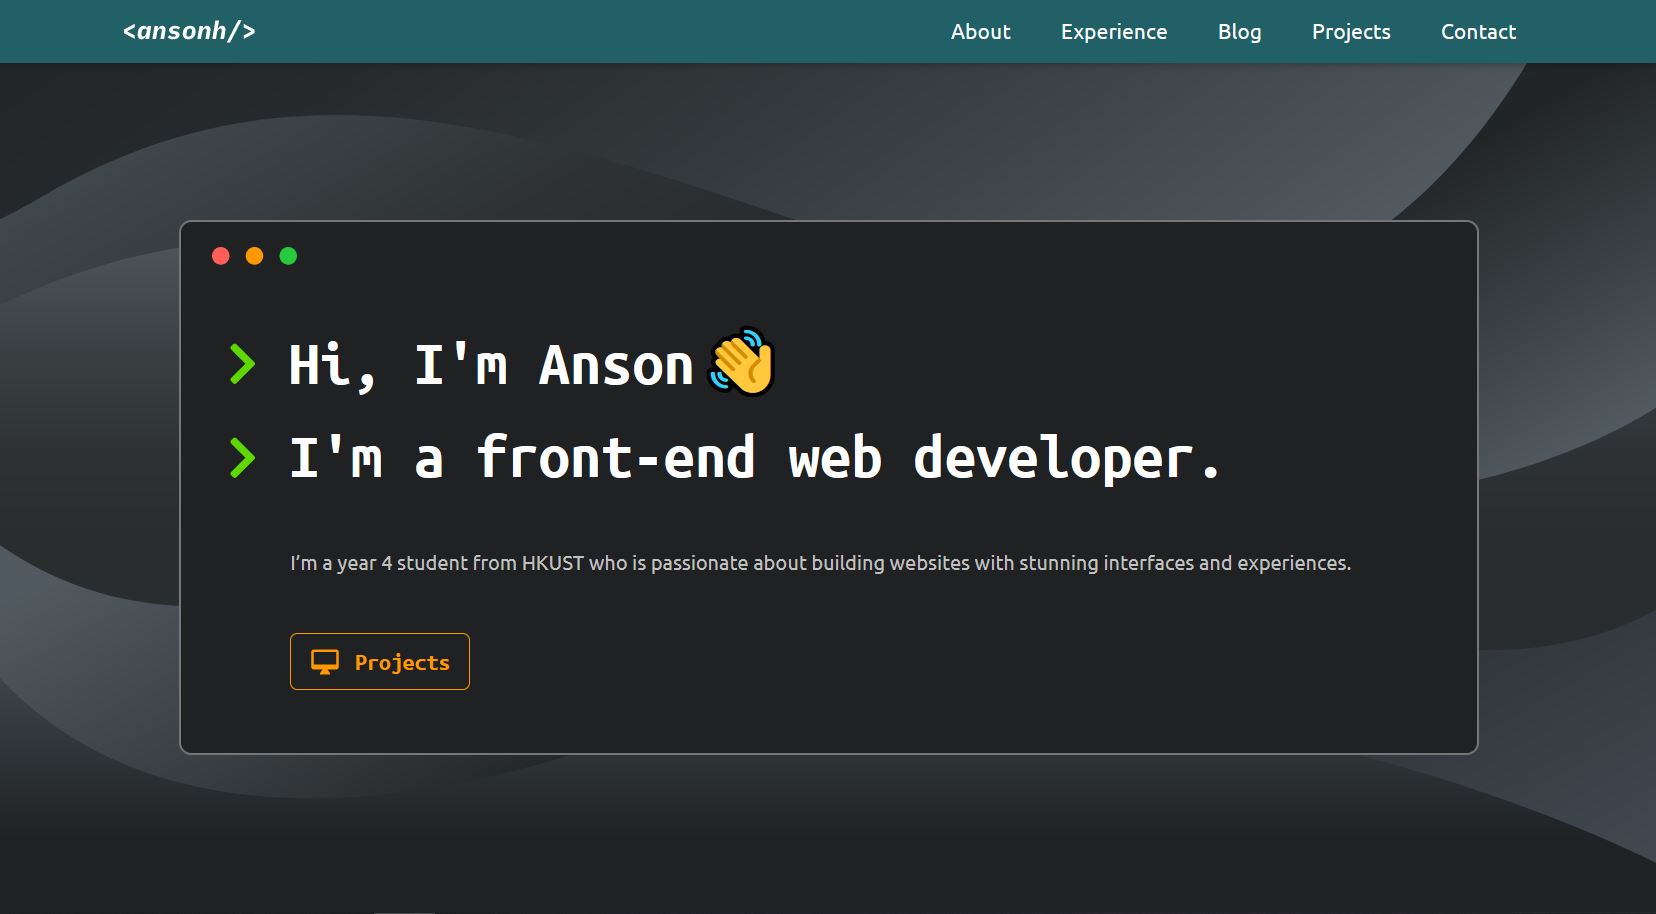 <ansonh/>
About Experience Blog Projects Contact
Hi, I'm Anson
I'm a front-end web developer.
I’m a year 4 student from HKUST who is passionate about building websites with stunning interfaces and experiences.
Projects